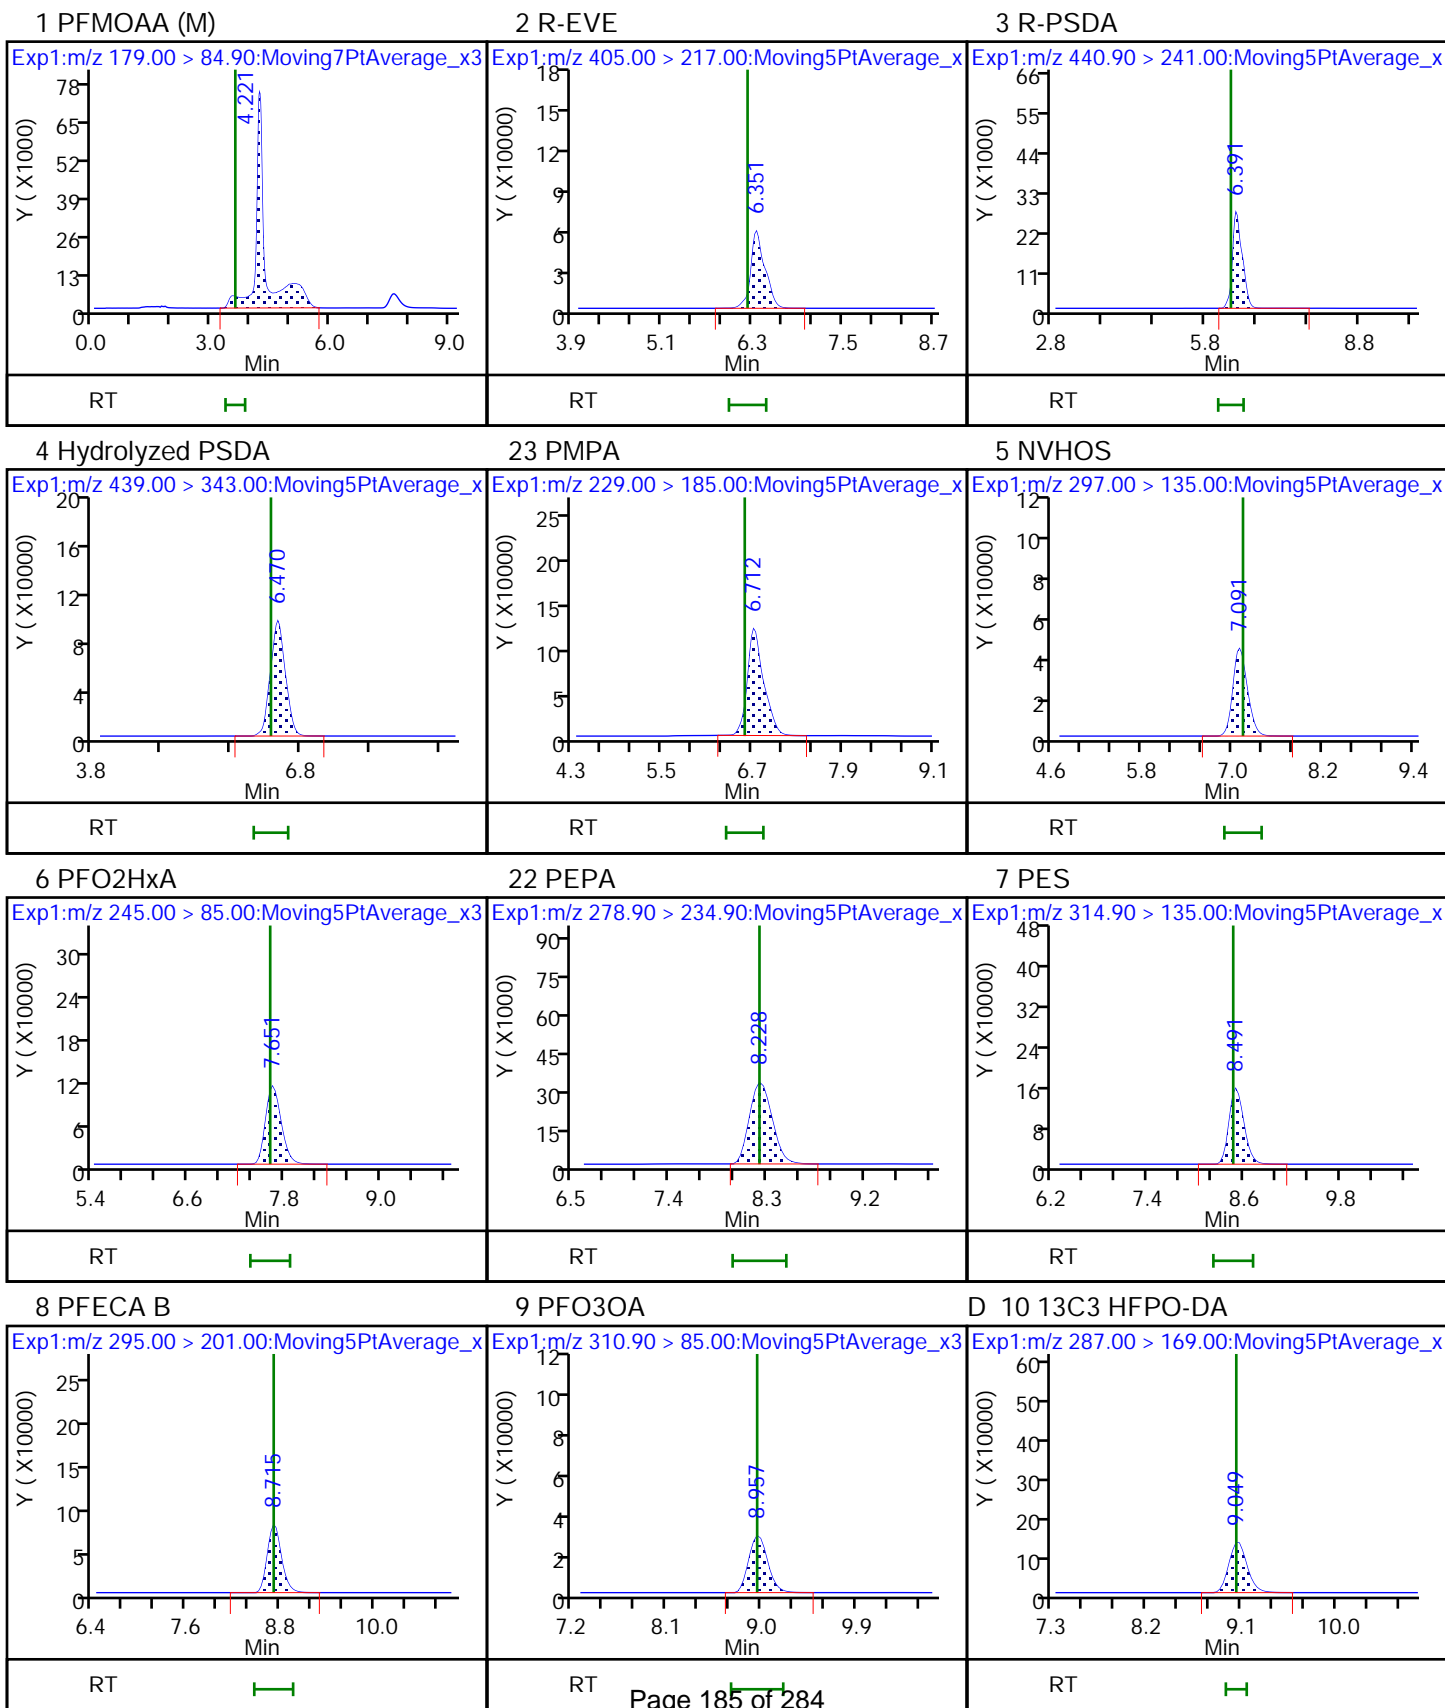 1 PFMOAA (M)
2 R-EVE
3 R-PSDA
Exp1:m/z 179.00 > 84.90:Moving7PtAverage_x3
Exp1:m/z 405.00 > 217.00:Moving5PtAverage_x
Exp1:m/z 440.90 > 241.00:Moving5PtAverage_x
Y ( X1000)
78
65
52
39
26
13
0
4.221
0.0 3.0 6.0 9.0
Min
RT
Y ( X10000)
18
15
12
9
6
3
0
6.351
3.9 5.1 6.3 7.5 8.7
Min
RT
Y ( X1000)
66
55
44
33
22
11
0
6.391
2.8 5.8 8.8
Min
RT
4 Hydrolyzed PSDA
23 PMPA
5 NVHOS
Exp1:m/z 439.00 > 343.00:Moving5PtAverage_x
Exp1:m/z 229.00 > 185.00:Moving5PtAverage_x
Exp1:m/z 297.00 > 135.00:Moving5PtAverage_x
Y ( X10000)
20
16
12
8
4
0
6.470
3.8 6.8
Min
RT
Y ( X10000)
25
20
15
10
5
0
6.712
4.3 5.5 6.7 7.9 9.1
Min
RT
Y ( X10000)
12
10
8
6
4
2
0
7.091
4.6 5.8 7.0 8.2 9.4
Min
RT
6 PFO2HxA
22 PEPA
7 PES
Exp1:m/z 245.00 > 85.00:Moving5PtAverage_x3
Exp1:m/z 278.90 > 234.90:Moving5PtAverage_x
Exp1:m/z 314.90 > 135.00:Moving5PtAverage_x
Y ( X10000)
30
24
18
12
6
0
7.651
5.4 6.6 7.8 9.0
Min
RT
Y ( X1000)
90
75
60
45
30
15
0
8.228
6.5 7.4 8.3 9.2
Min
RT
Y ( X10000)
48
40
32
24
16
8
0
8.491
6.2 7.4 8.6 9.8
Min
RT
8 PFECA B
9 PFO3OA
D 10 13C3 HFPO-DA
Exp1:m/z 295.00 > 201.00:Moving5PtAverage_x
Exp1:m/z 310.90 > 85.00:Moving5PtAverage_x3
Exp1:m/z 287.00 > 169.00:Moving5PtAverage_x
Y ( X10000)
25
20
15
10
5
0
8.715
6.4 7.6 8.8 10.0
Min
RT
Y ( X10000)
12
10
8
6
4
2
0
8.957
7.2 8.1 9.0 9.9
Min
RT
Y ( X10000)
60
50
40
30
20
10
0
9.049
7.3 8.2 9.1 10.0
Min
RT
Page 185 of 284